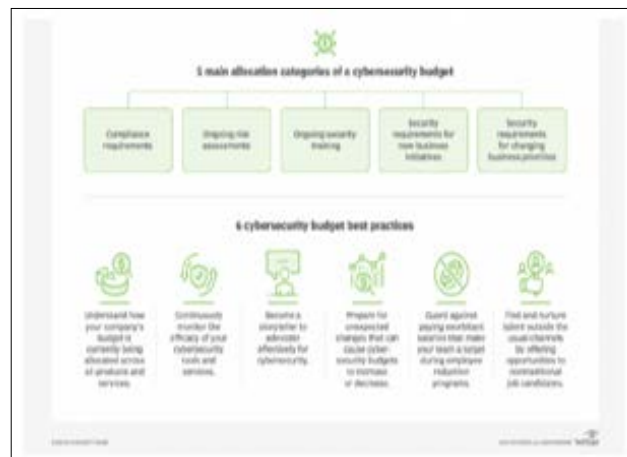 5 main allocation categories of a cybersecurity budget
Compliance
requirements
Ongoing risk
assessments
Ongoing security
training
Security
requirements for
new business
initiatives
Security
requirements
for changing
business priorities
6 cybersecurity budget best practices
Understand how
your company's
budget is
currently being
allocated across
all products and
services.
Continuously
monitor the
efficacy of your
cybersecurity
tools and
services.
Become a
storyteller to
advocate
effectively for
cybersecurity.
Prepare for
unexpected
changes that can
cause cyber-
security budgets
to increase
or decrease.
Guard against
paying exorbitant
salaries that make
your team a target
during employee
reduction
programs.
Find and nurture
talent outside the
usual channels
by offering
opportunities to
nontraditional
job candidates.